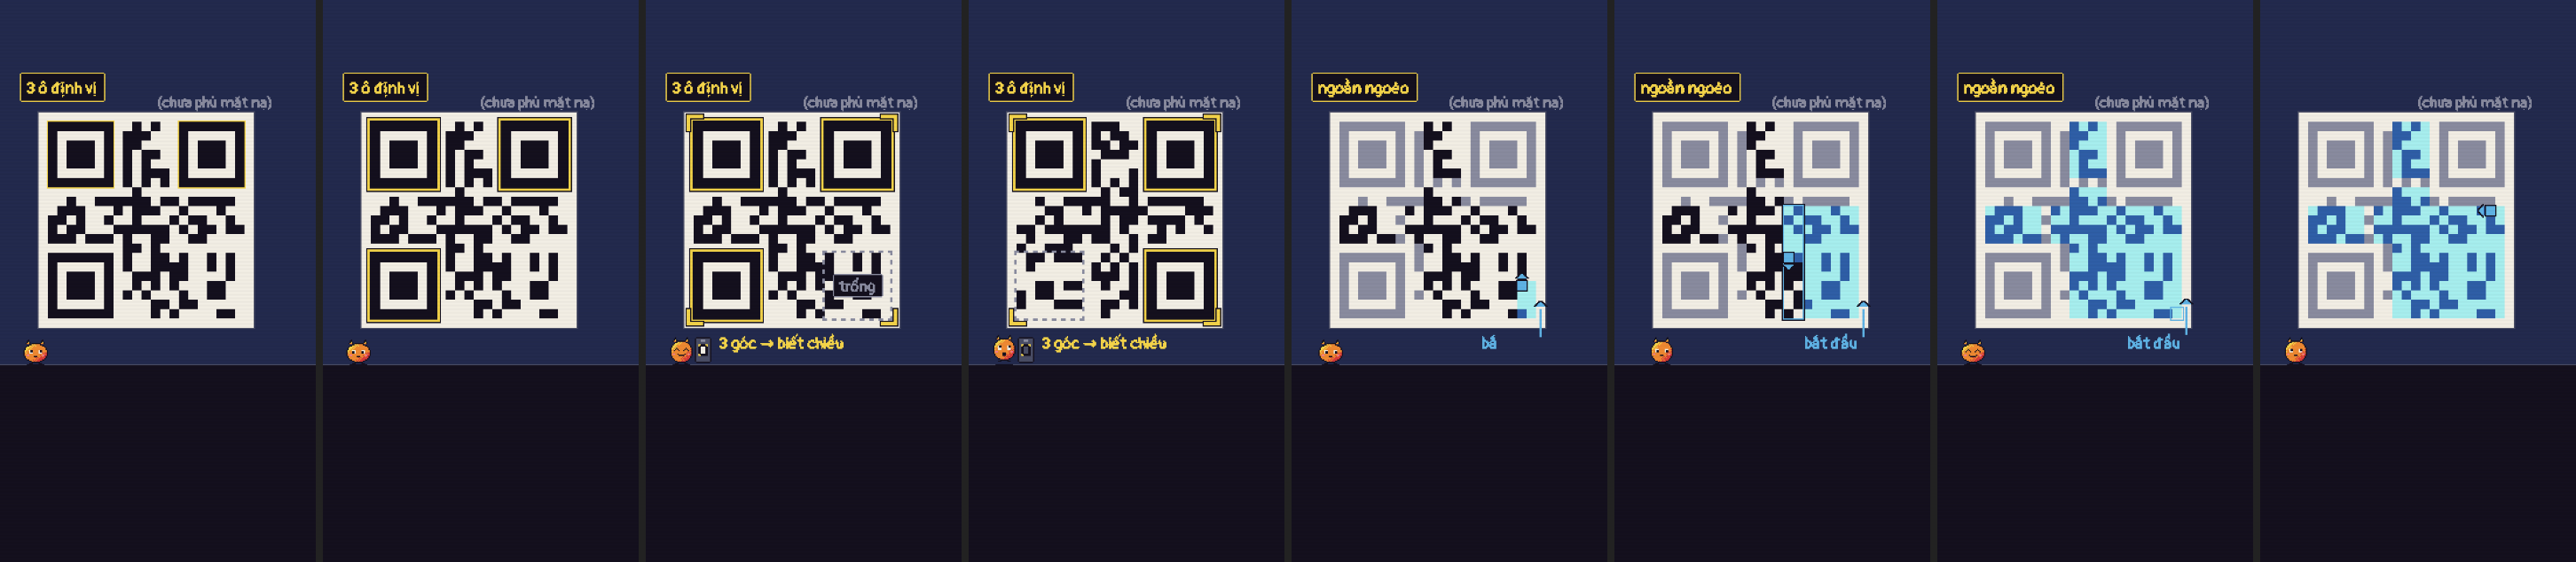 3 ô định vị
(chưa phủ mặt nạ)
3 ô định vị
(chưa phủ mặt nạ)
3 ô định vị
(chưa phủ mặt nạ)
trống
3 góc → biết chiều
3 ô định vị
(chưa phủ mặt nạ)
3 góc → biết chiều
ngoằn ngoèo
(chưa phủ mặt nạ)
bắ
ngoằn ngoèo
(chưa phủ mặt nạ)
bắt đầu
ngoằn ngoèo
(chưa phủ mặt nạ)
bắt đầu
(chưa phủ mặt nạ)